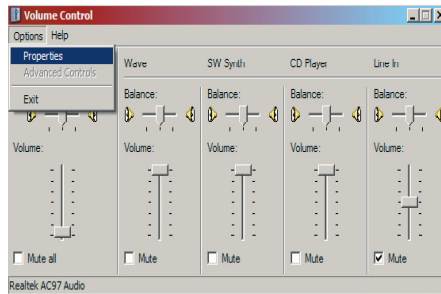 Volume Control
Options Help
Properties
Advanced Controls
Exit
Wave
SW Synth
CD Player
Line In
Balance:
Balance:
Balance:
Balance:
Volume:
Volume:
Volume:
Volume:
Volume:
Mute all
Mute
Mute
Mute
Mute
Realtek AC97 Audio